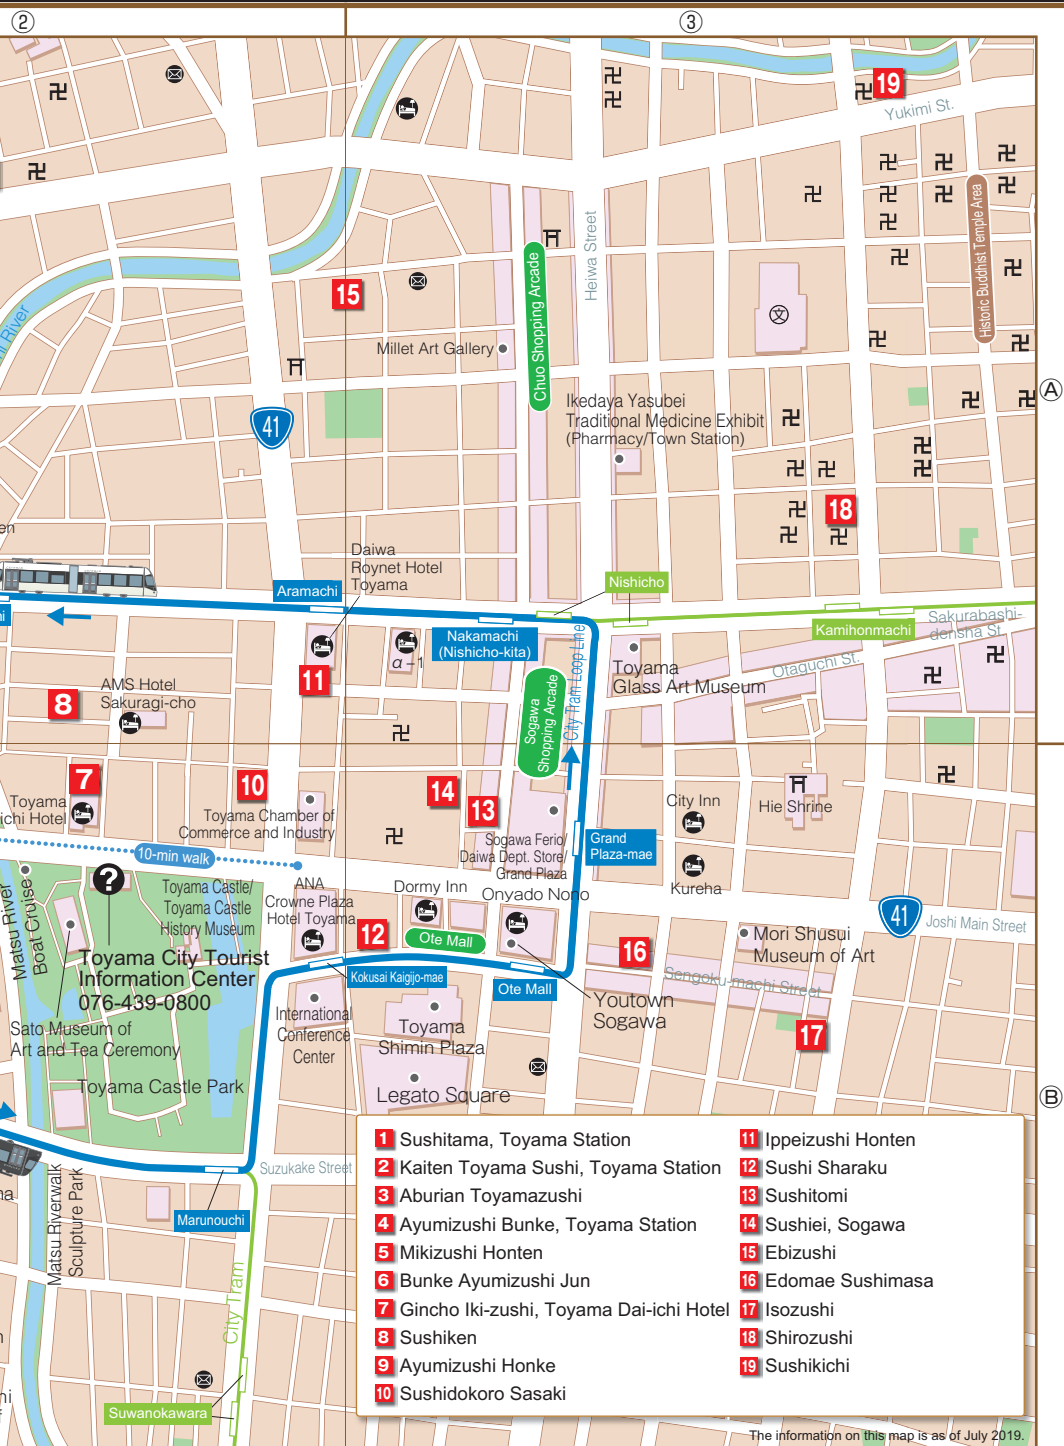 ②
③
Yukimi St.
Historic Buddhist Temple Area
Heiwa Street
Chuo Shopping Arcade
River
Millet Art Gallery
文
Ikedaya Yasubei
Traditional Medicine Exhibit
(Pharmacy/Town Station)
41
Ⓐ
19
15
18
Daiwa
Roynet Hotel
Toyama
Aramachi
Nishicho
Nakamachi
(Nishicho-kita)
Kamihonmachi
Sakurabashi-
densha St.
Otaguchi St.
α-1
11
City Tram Loop Line
Toyama
Glass Art Museum
Sogawa
Shopping Arcade
AMS Hotel
Sakuragi-cho
8
7
10
14
13
Toyama
ichi Hotel
Toyama Chamber of
Commerce and Industry
Sogawa Ferio/
Daiwa Dept. Store/
Grand Plaza
Grand
Plaza-mae
City Inn
Hie Shrine
Kureha
10-min walk
?
Matsu River
Boat Cruise
Toyama Castle/
Toyama Castle
History Museum
ANA
Crowne Plaza
Hotel Toyama
Dormy Inn
Onyado Nono
12
Ote Mall
16
41
Joshi Main Street
Mori Shusui
Museum of Art
Sengoku-machi Street
Toyama City Tourist
Information Center
076-439-0800
Kokusai Kaigijo-mae
Ote Mall
Youtown
Sogawa
17
Sato Museum of
Art and Tea Ceremony
International
Conference
Center
Toyama
Shimin Plaza
Toyama Castle Park
Legato Square
Ⓑ
Suzukake Street
Marunouchi
Matsu Riverwalk
Sculpture Park
City Tram
Suwanokawara
1 Sushitama, Toyama Station
2 Kaiten Toyama Sushi, Toyama Station
3 Aburian Toyamazushi
4 Ayumizushi Bunke, Toyama Station
5 Mikizushi Honten
6 Bunke Ayumizushi Jun
7 Gincho Iki-zushi, Toyama Dai-ichi Hotel
8 Sushiken
9 Ayumizushi Honke
10 Sushidokoro Sasaki
11 Ippeizushi Honten
12 Sushi Sharaku
13 Sushitomi
14 Sushiei, Sogawa
15 Ebizushi
16 Edomae Sushimasa
17 Isozushi
18 Shirozushi
19 Sushikichi
The information on this map is as of July 2019.